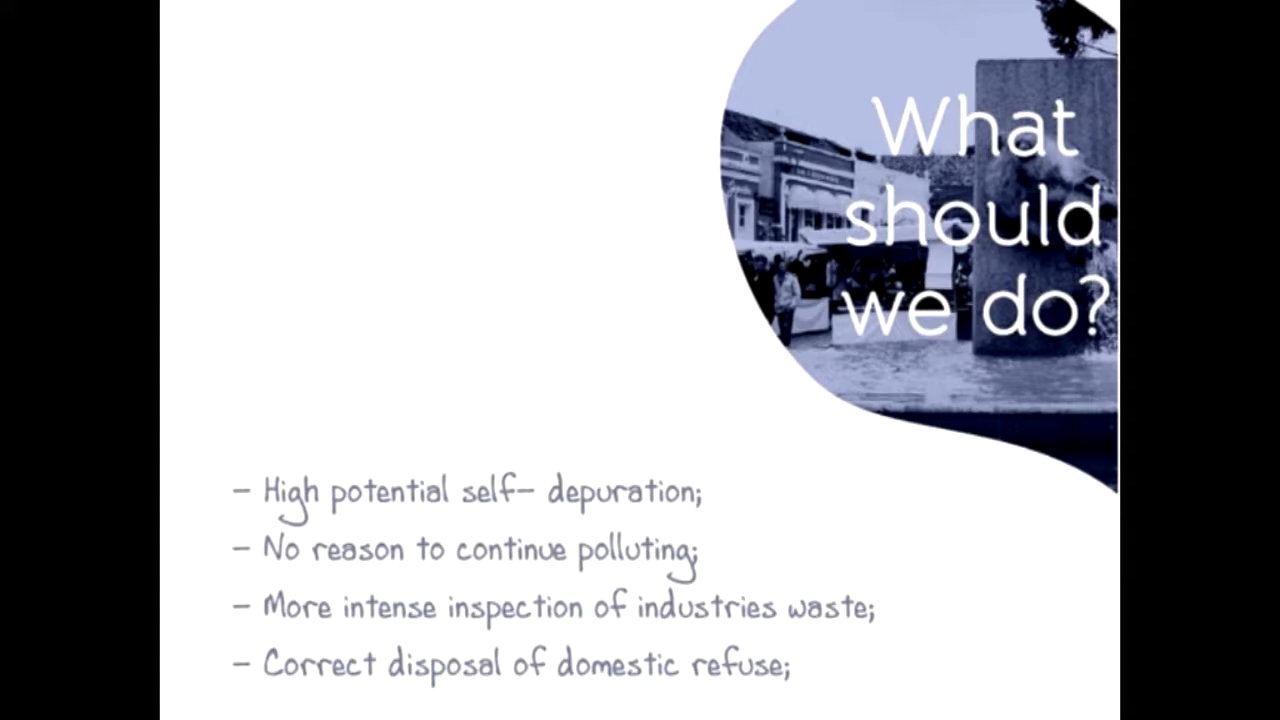 What
should
we do?
– High potential self– depuration;
– No reason to continue polluting;
– More intense inspection of industries waste;
– Correct disposal of domestic refuse;